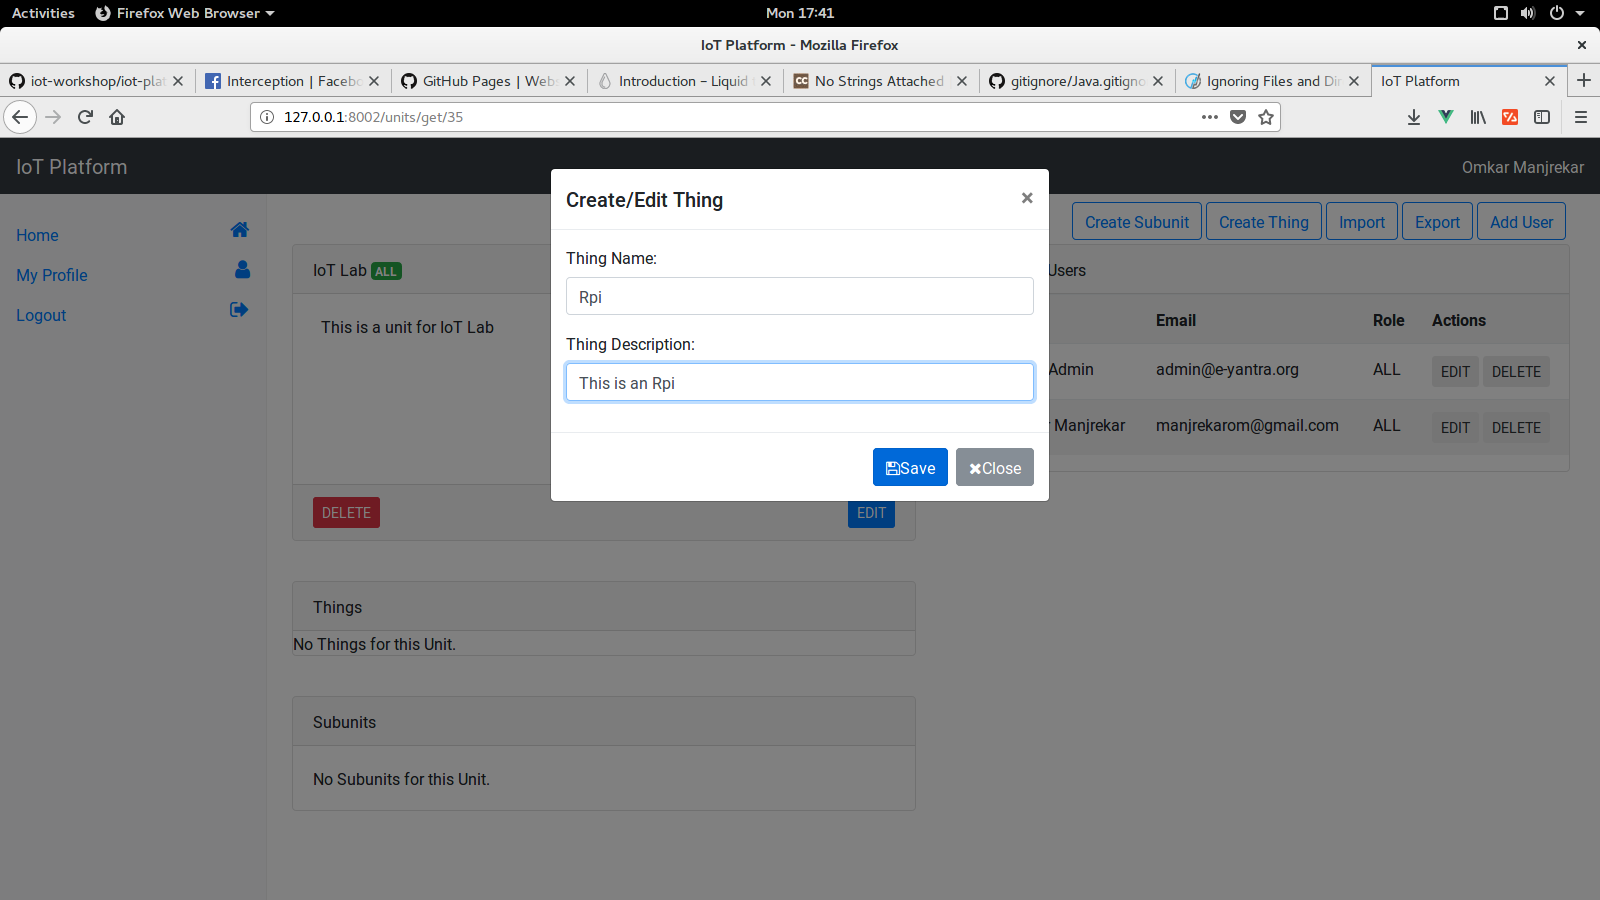 Activities Firefox Web Browser Mon 17:41
IoT Platform - Mozilla Firefox
iot-workshop/iot-plat Interception | Facebo GitHub Pages | Webs Introduction – Liquid No Strings Attached gitignore/Java.gitigno Ignoring Files and Dir IoT Platform
127.0.0.1:8002/units/get/35
IoT Platform Omkar Manjrekar
Home
My Profile
Logout
Create Subunit Create Thing Import Export Add User
IoT Lab ALL
This is a unit for IoT Lab
DELETE EDIT
Things
No Things for this Unit.
Subunits
No Subunits for this Unit.
Create/Edit Thing ×
Thing Name:
Rpi
Thing Description:
This is an Rpi
Save Close
Users
Email Role Actions
Admin admin@e-yantra.org ALL EDIT DELETE
Manjrekar manjrekarom@gmail.com ALL EDIT DELETE